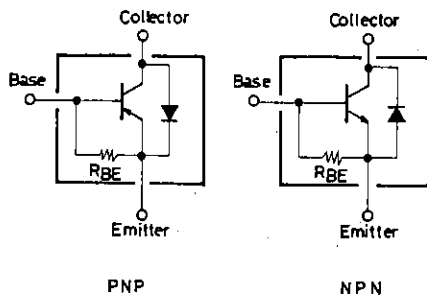 Collector
Base
RBE
Emitter
PNP
Collector
Base
RBE
Emitter
NPN